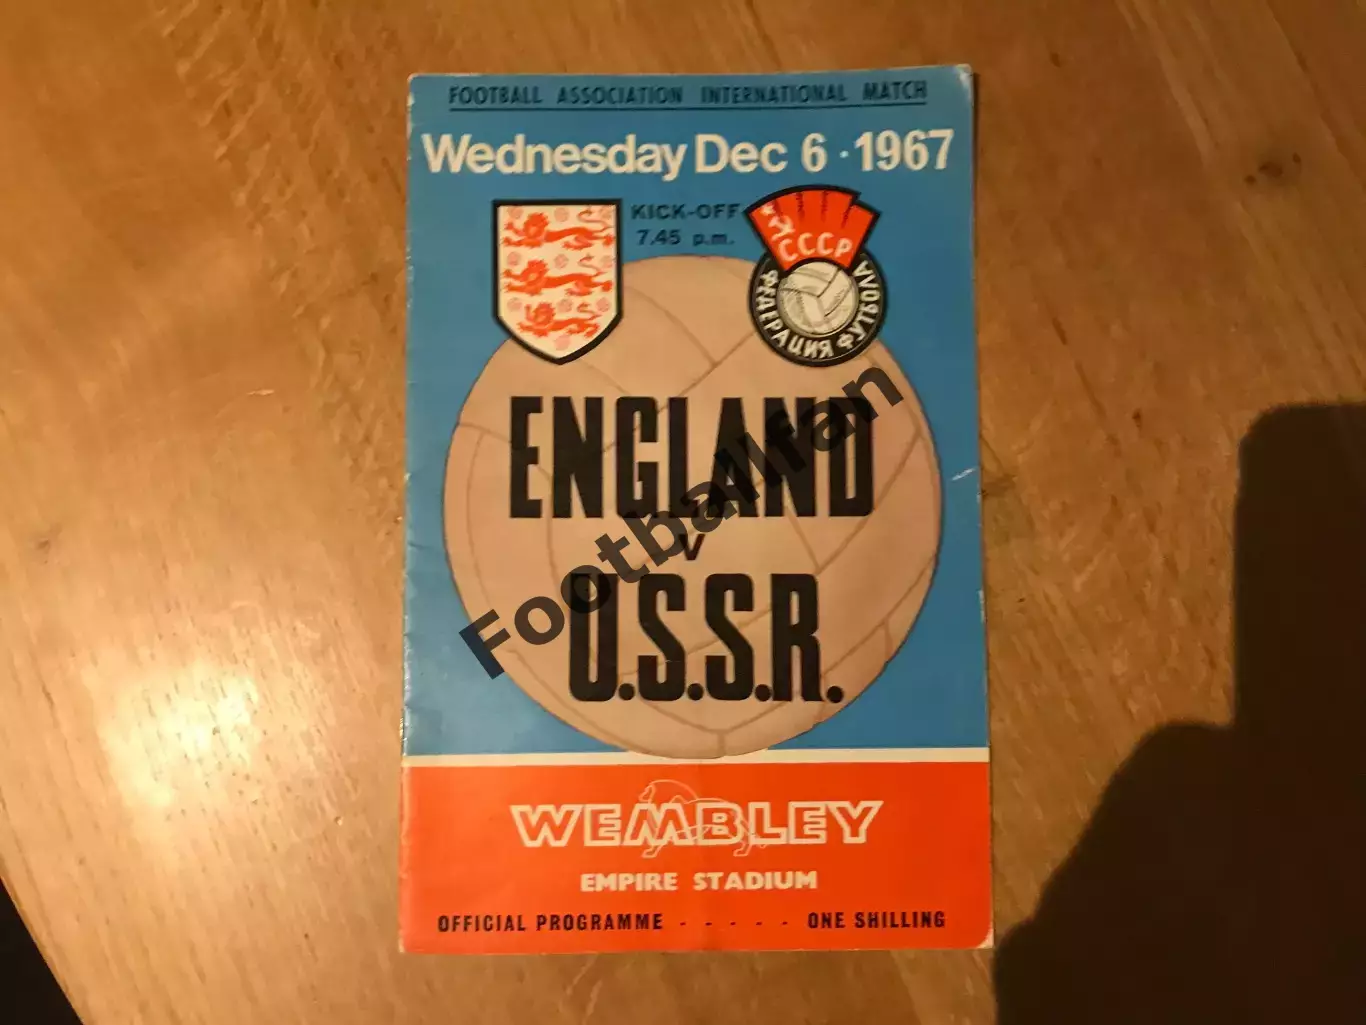 FOOTBALL ASSOCIATION INTERNATIONAL MATCH
Wednesday Dec 6 · 1967
KICK-OFF
7.45 p.m.
СССР
ФЕДЕРАЦИЯ ФУТБОЛА
ENGLAND
v
U.S.S.R.
Footballfan
WEMBLEY
EMPIRE STADIUM
OFFICIAL PROGRAMME - - - - - ONE SHILLING